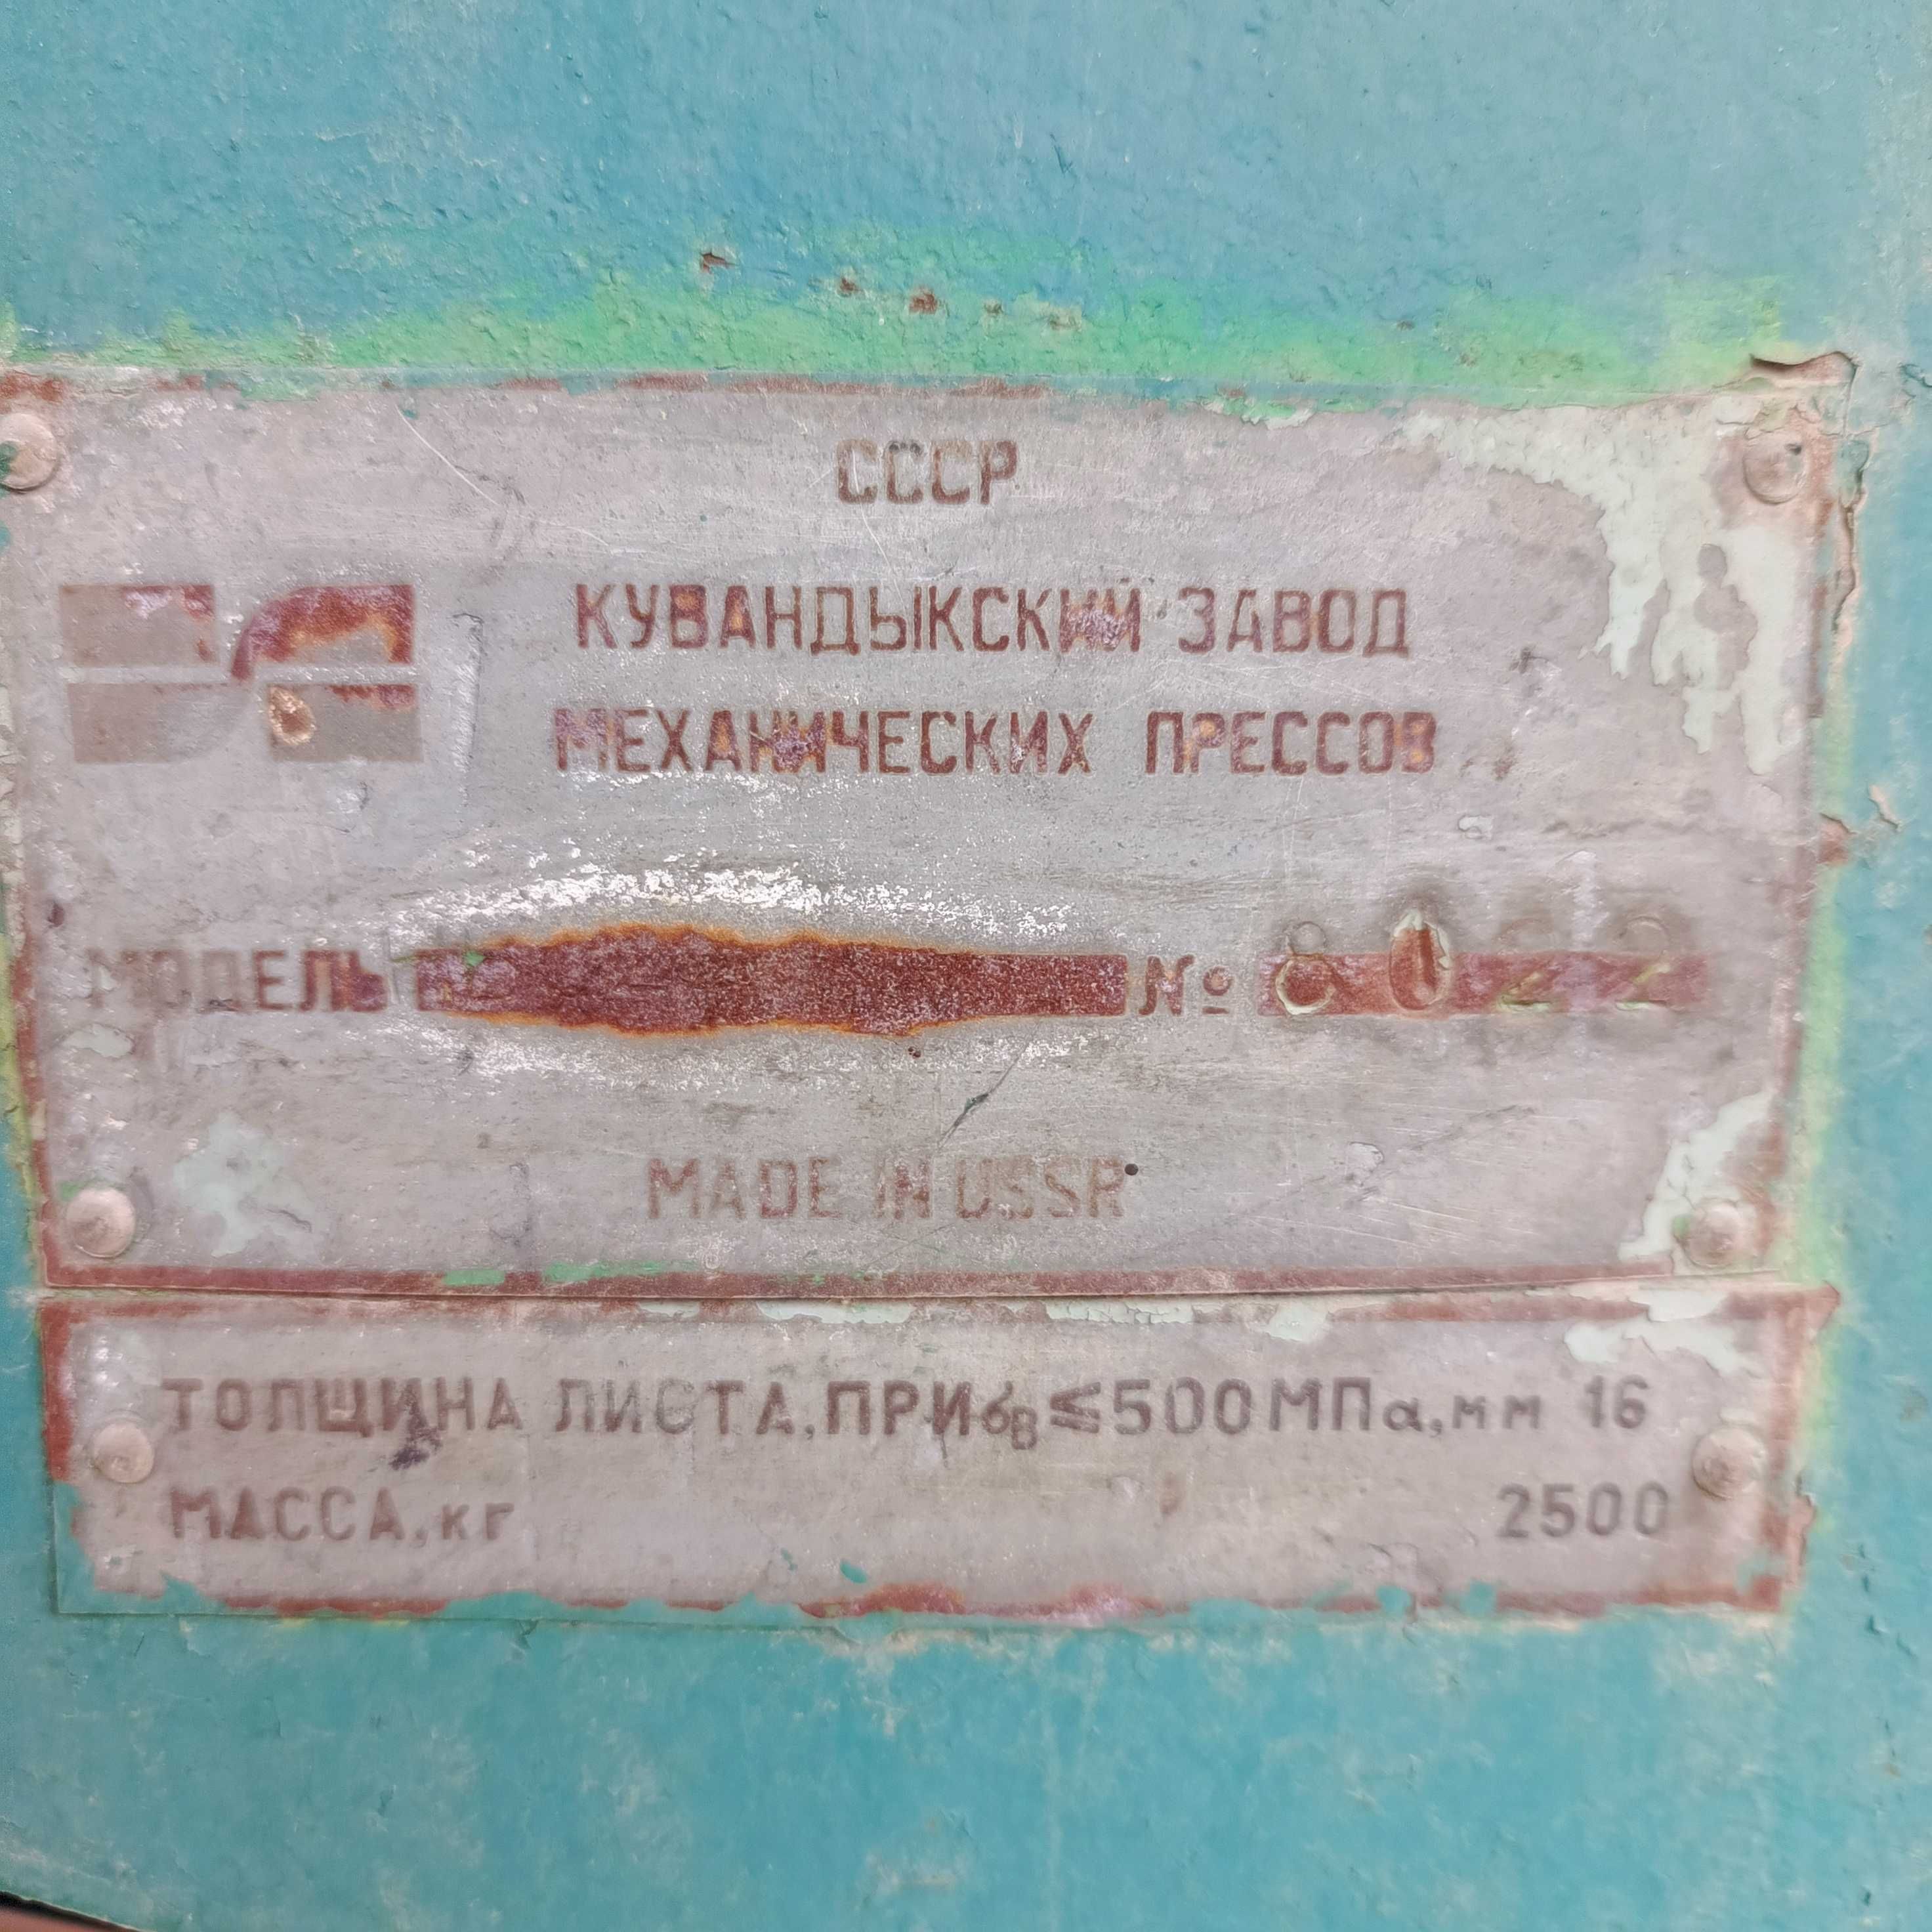 СССР
КУВАНДЫКСКИЙ ЗАВОД
МЕХАНИЧЕСКИХ ПРЕССОВ
МОДЕЛЬ № 8022
MADE IN USSR
ТОЛЩИНА ЛИСТА, ПРИ σВ ≤ 500 МПа, мм 16
МАССА, кг 2500